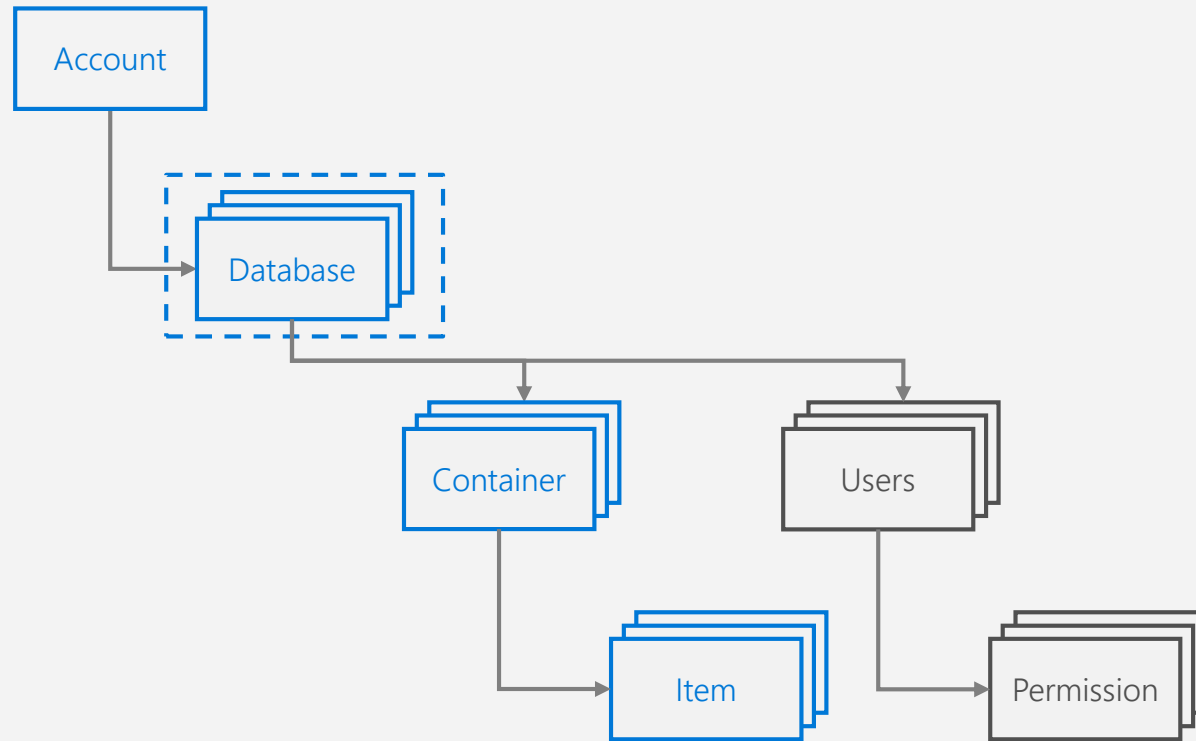 Account
Database
Container
Users
Item
Permission